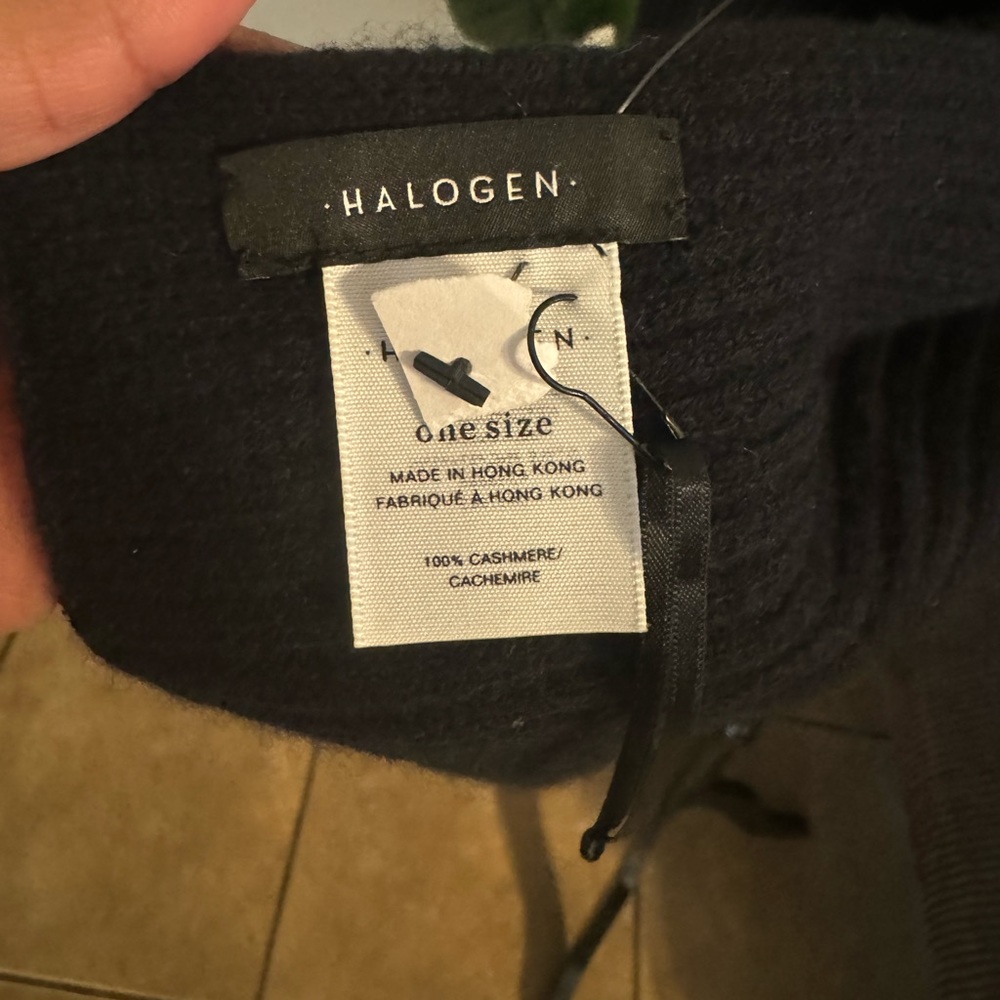 ·HALOGEN·
one size
MADE IN HONG KONG
FABRIQUÉ À HONG KONG
100% CASHMERE/
CACHEMIRE